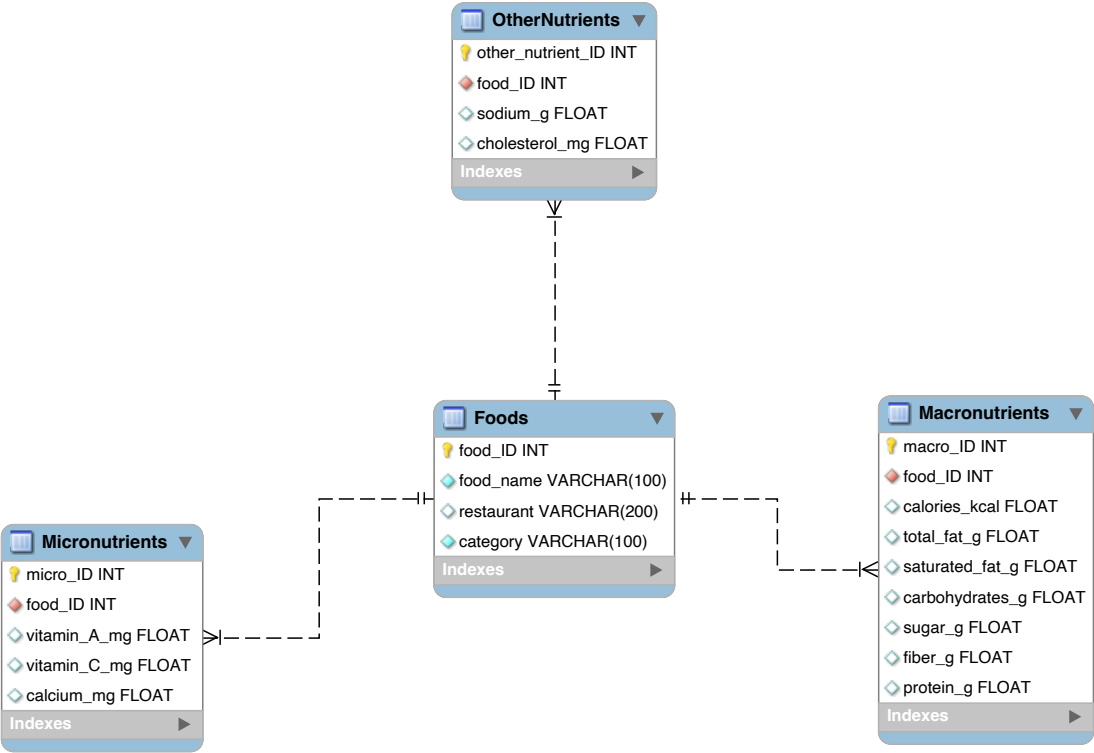 OtherNutrients
other_nutrient_ID INT
food_ID INT
sodium_g FLOAT
cholesterol_mg FLOAT
Indexes
Foods
food_ID INT
food_name VARCHAR(100)
restaurant VARCHAR(200)
category VARCHAR(100)
Indexes
Macronutrients
macro_ID INT
food_ID INT
calories_kcal FLOAT
total_fat_g FLOAT
saturated_fat_g FLOAT
carbohydrates_g FLOAT
sugar_g FLOAT
fiber_g FLOAT
protein_g FLOAT
Indexes
Micronutrients
micro_ID INT
food_ID INT
vitamin_A_mg FLOAT
vitamin_C_mg FLOAT
calcium_mg FLOAT
Indexes